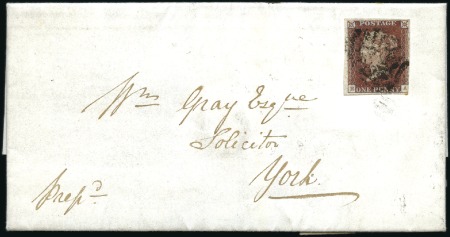 POSTAGE
ONE PENNY
Wm Gray Esqre
Solicitor
York
Prepd